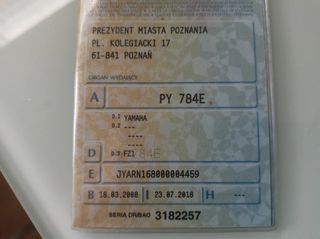 PREZYDENT MIASTA POZNANIA
PL. KOLEGIACKI 17
61-841 POZNAŃ
ORGAN WYDAJĄCY
A PY 784E
D.1 YAMAHA
D.2 ---
----
----
D D.3 FZ1
E JYARN168000004459
B 18.03.2008 I 23.07.2018 H ---
SERIA DR/BAO 3182257